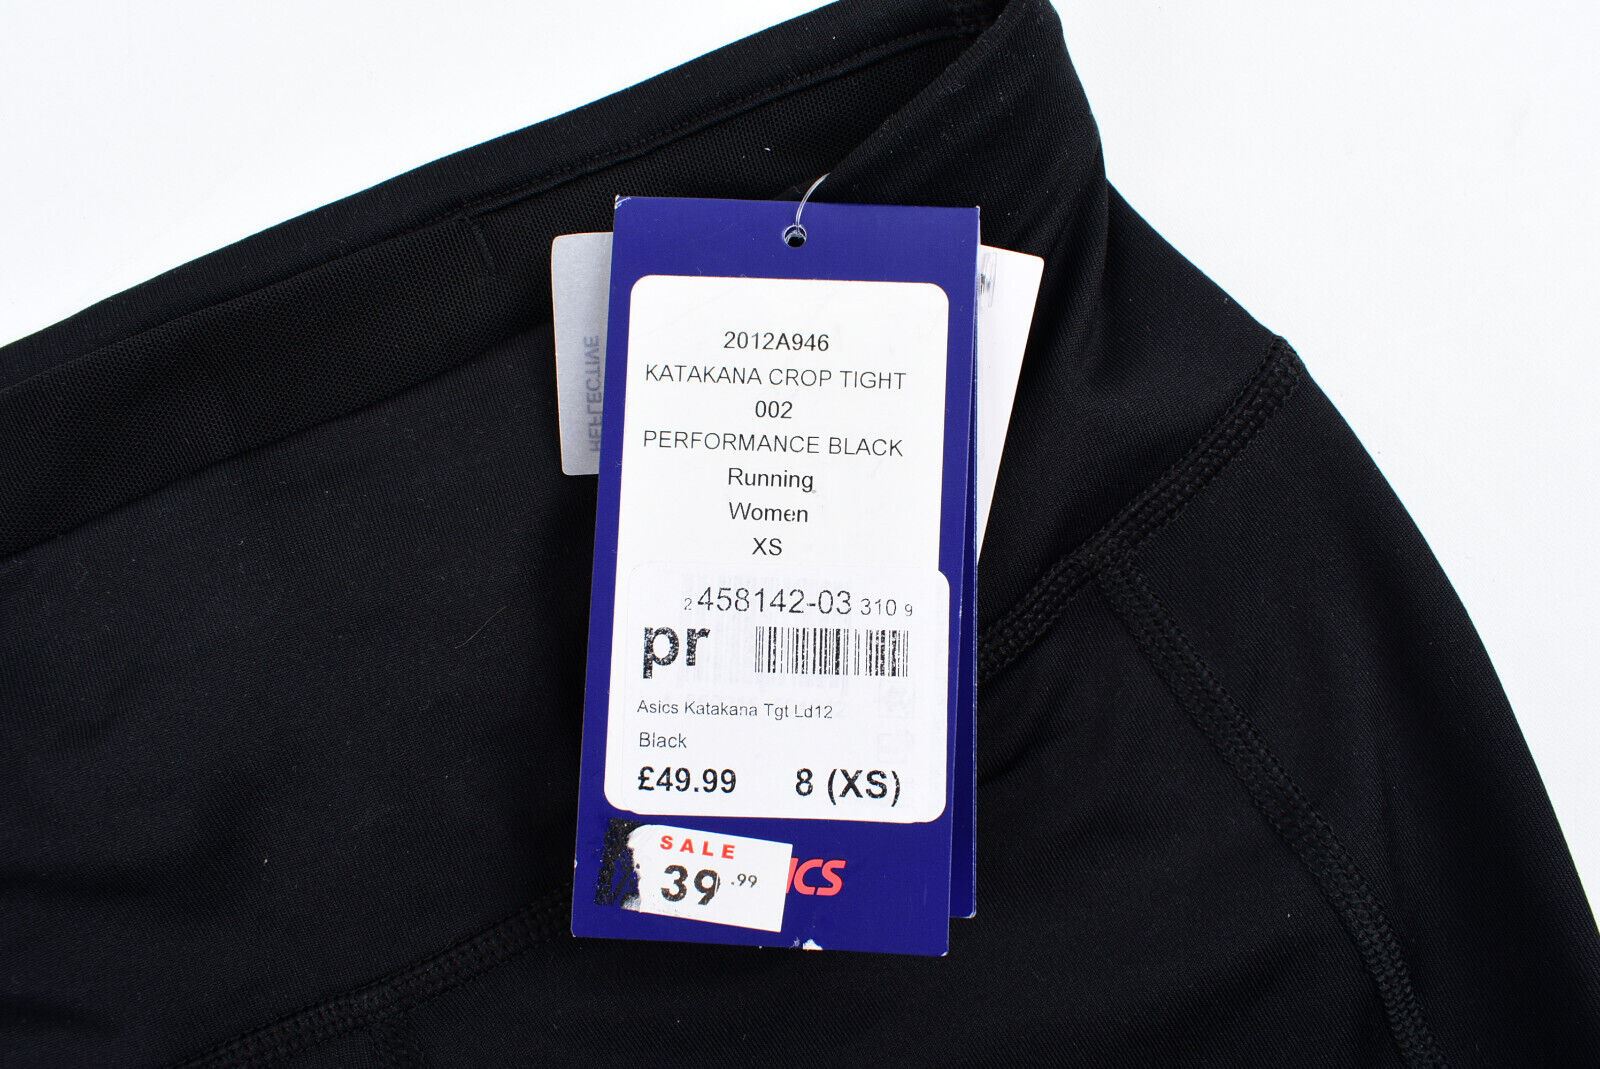 2012A946
KATAKANA CROP TIGHT
002
PERFORMANCE BLACK
Running
Women
XS
2 458142-03 310 9
pr
Asics Katakana Tgt Ld12
Black
£49.99 8 (XS)
SALE
39.99
ICS
REFLECTIVE